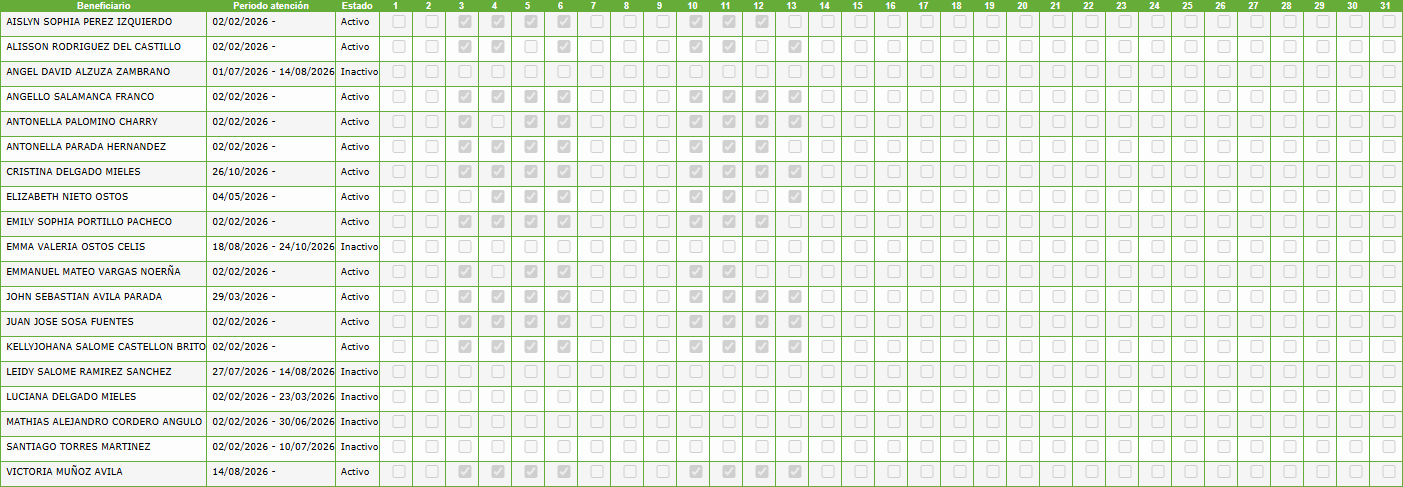 Beneficiario Periodo atención Estado 1 2 3 4 5 6 7 8 9 10 11 12 13 14 15 16 17 18 19 20 21 22 23 24 25 26 27 28 29 30 31
AISLYN SOPHIA PEREZ IZQUIERDO 02/02/2026 - Activo
ALISSON RODRIGUEZ DEL CASTILLO 02/02/2026 - Activo
ANGEL DAVID ALZUZA ZAMBRANO 01/07/2026 - 14/08/2026 Inactivo
ANGELLO SALAMANCA FRANCO 02/02/2026 - Activo
ANTONELLA PALOMINO CHARRY 02/02/2026 - Activo
ANTONELLA PARADA HERNANDEZ 02/02/2026 - Activo
CRISTINA DELGADO MIELES 26/10/2026 - Activo
ELIZABETH NIETO OSTOS 04/05/2026 - Activo
EMILY SOPHIA PORTILLO PACHECO 02/02/2026 - Activo
EMMA VALERIA OSTOS CELIS 18/08/2026 - 24/10/2026 Inactivo
EMMANUEL MATEO VARGAS NOERÑA 02/02/2026 - Activo
JOHN SEBASTIAN AVILA PARADA 29/03/2026 - Activo
JUAN JOSE SOSA FUENTES 02/02/2026 - Activo
KELLYJOHANA SALOME CASTELLON BRITO 02/02/2026 - Activo
LEIDY SALOME RAMIREZ SANCHEZ 27/07/2026 - 14/08/2026 Inactivo
LUCIANA DELGADO MIELES 02/02/2026 - 23/03/2026 Inactivo
MATHIAS ALEJANDRO CORDERO ANGULO 02/02/2026 - 30/06/2026 Inactivo
SANTIAGO TORRES MARTINEZ 02/02/2026 - 10/07/2026 Inactivo
VICTORIA MUÑOZ AVILA 14/08/2026 - Activo